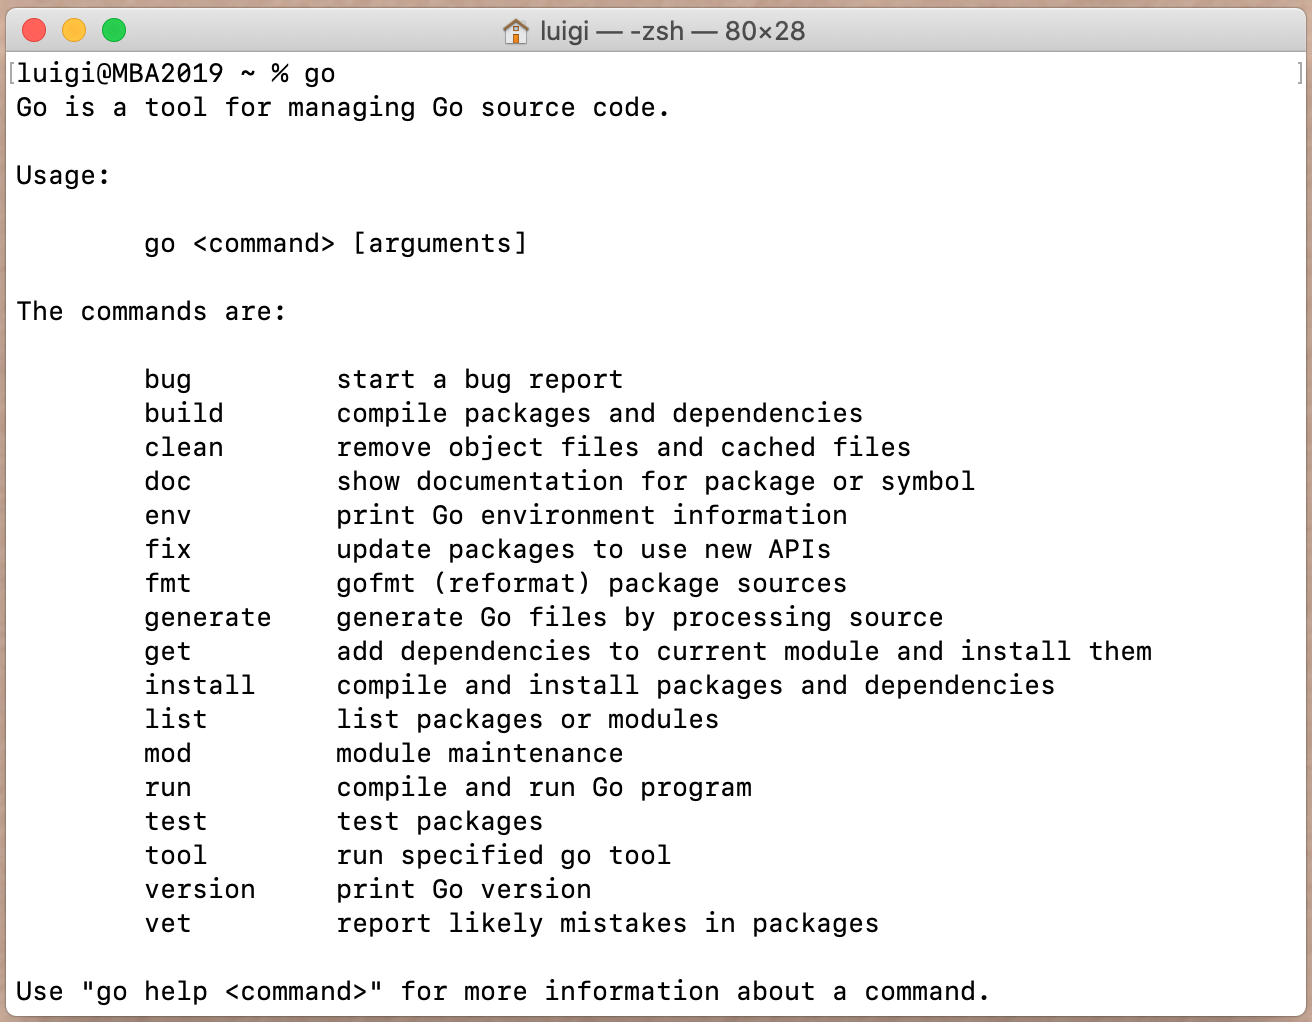 luigi — -zsh — 80×28
[luigi@MBA2019 ~ % go ]
Go is a tool for managing Go source code.
Usage:
go <command> [arguments]
The commands are:
bug start a bug report
build compile packages and dependencies
clean remove object files and cached files
doc show documentation for package or symbol
env print Go environment information
fix update packages to use new APIs
fmt gofmt (reformat) package sources
generate generate Go files by processing source
get add dependencies to current module and install them
install compile and install packages and dependencies
list list packages or modules
mod module maintenance
run compile and run Go program
test test packages
tool run specified go tool
version print Go version
vet report likely mistakes in packages
Use "go help <command>" for more information about a command.